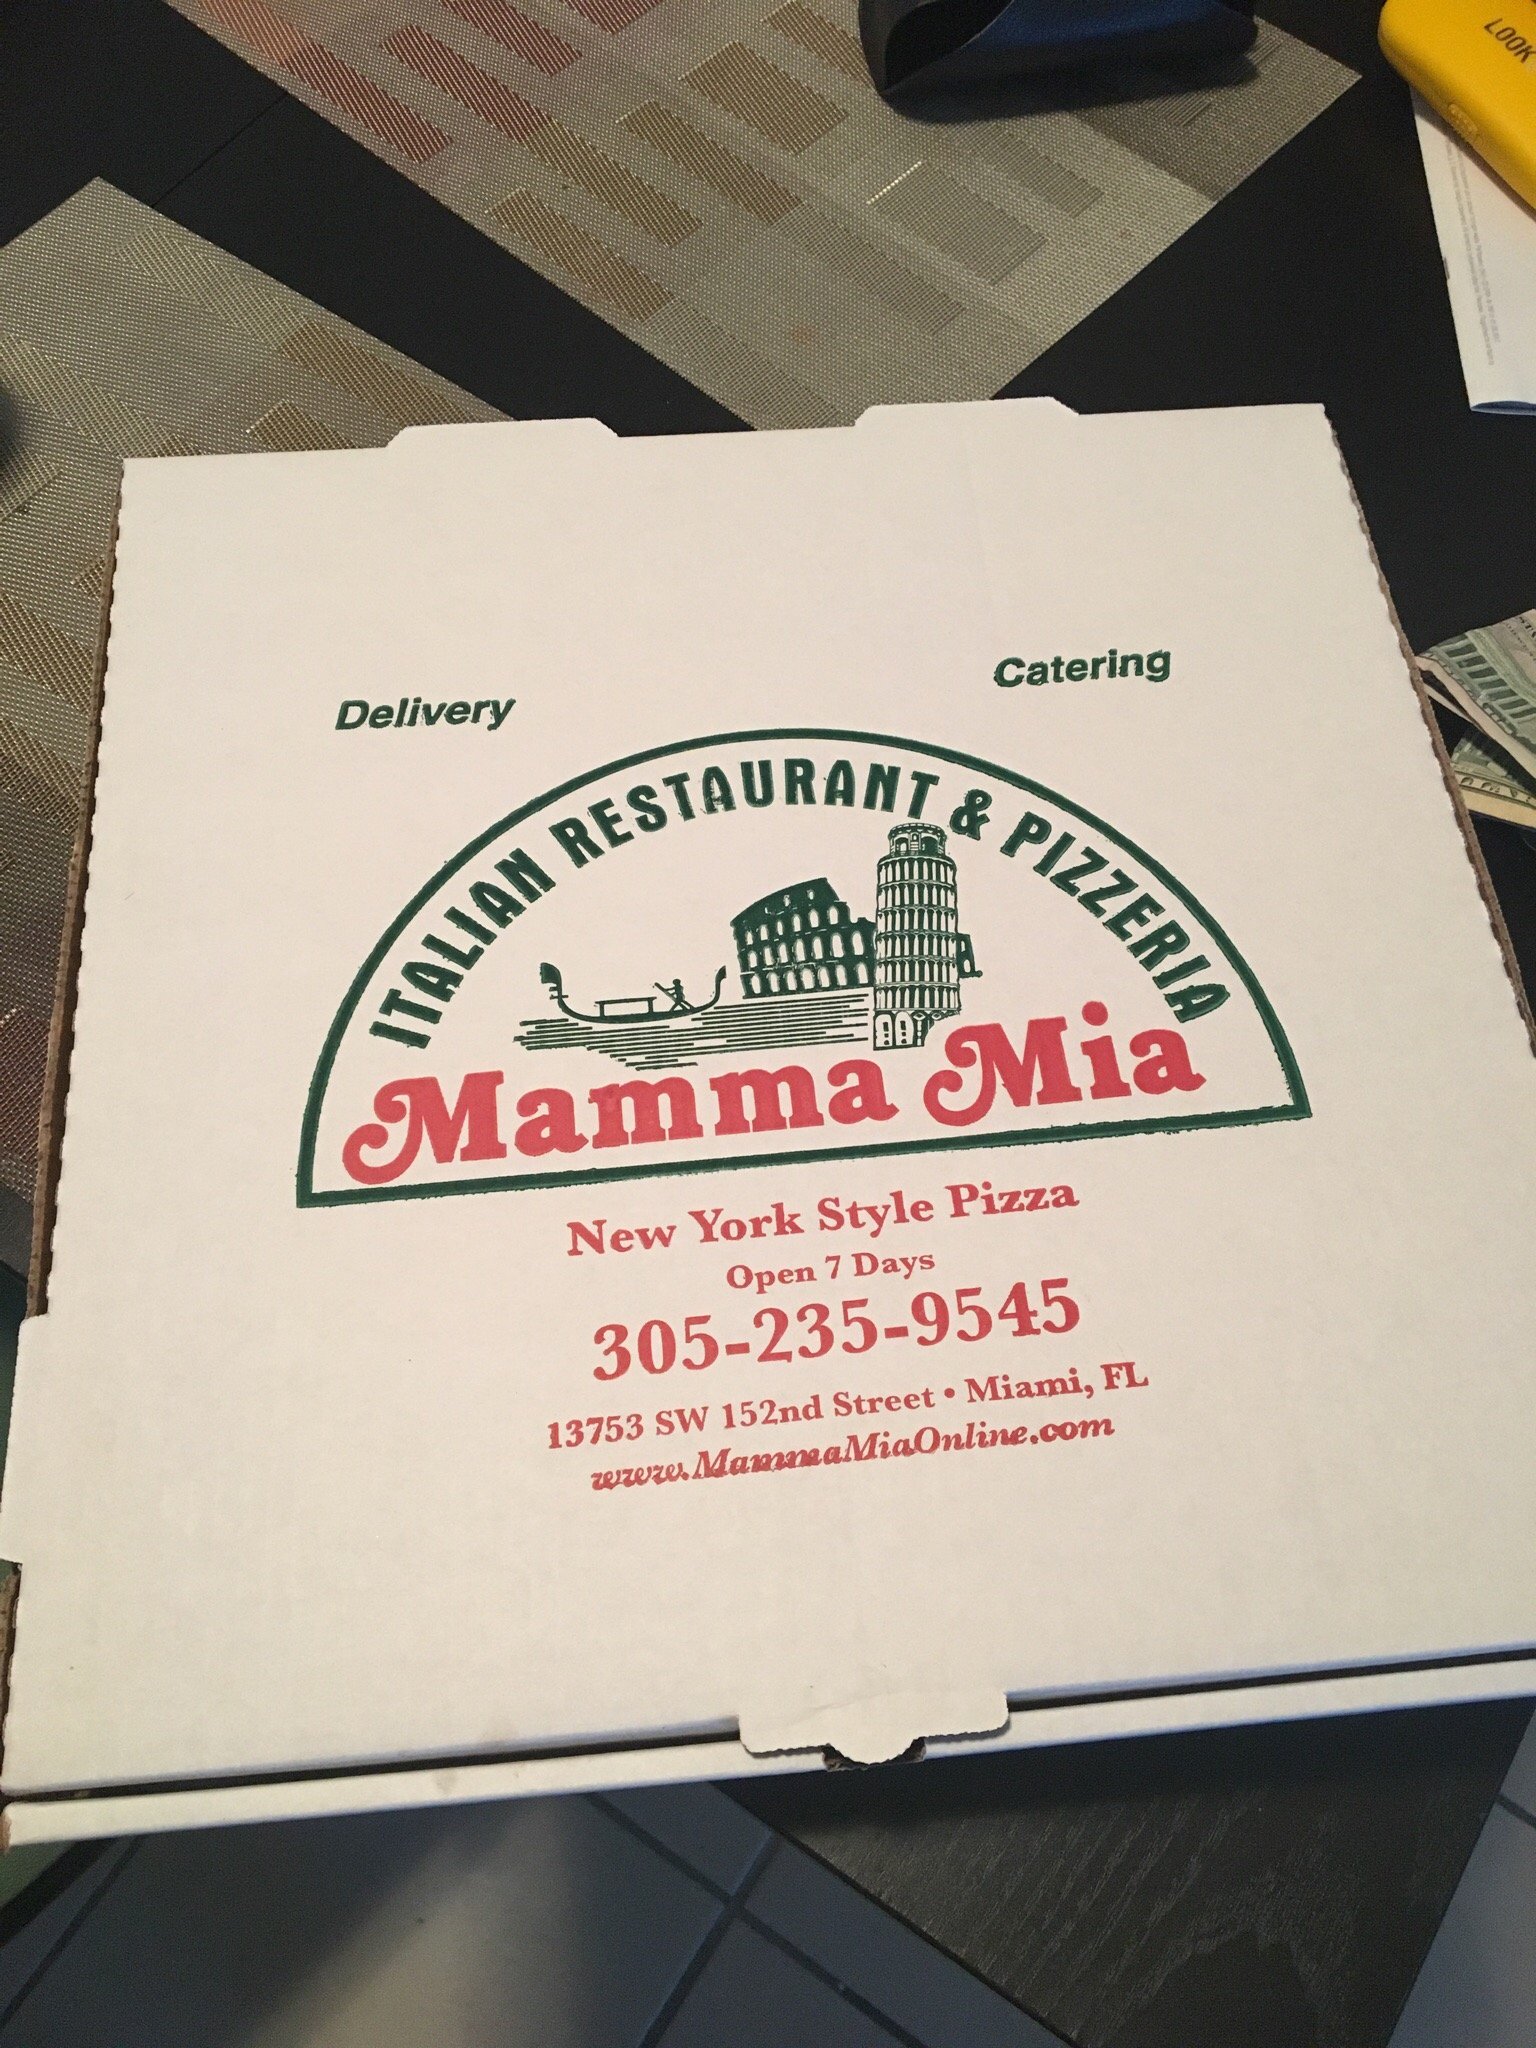 LOOK
Delivery
Catering
ITALIAN RESTAURANT & PIZZERIA
Mamma Mia
New York Style Pizza
Open 7 Days
305-235-9545
13753 SW 152nd Street • Miami, FL
www.MammaMiaOnline.com